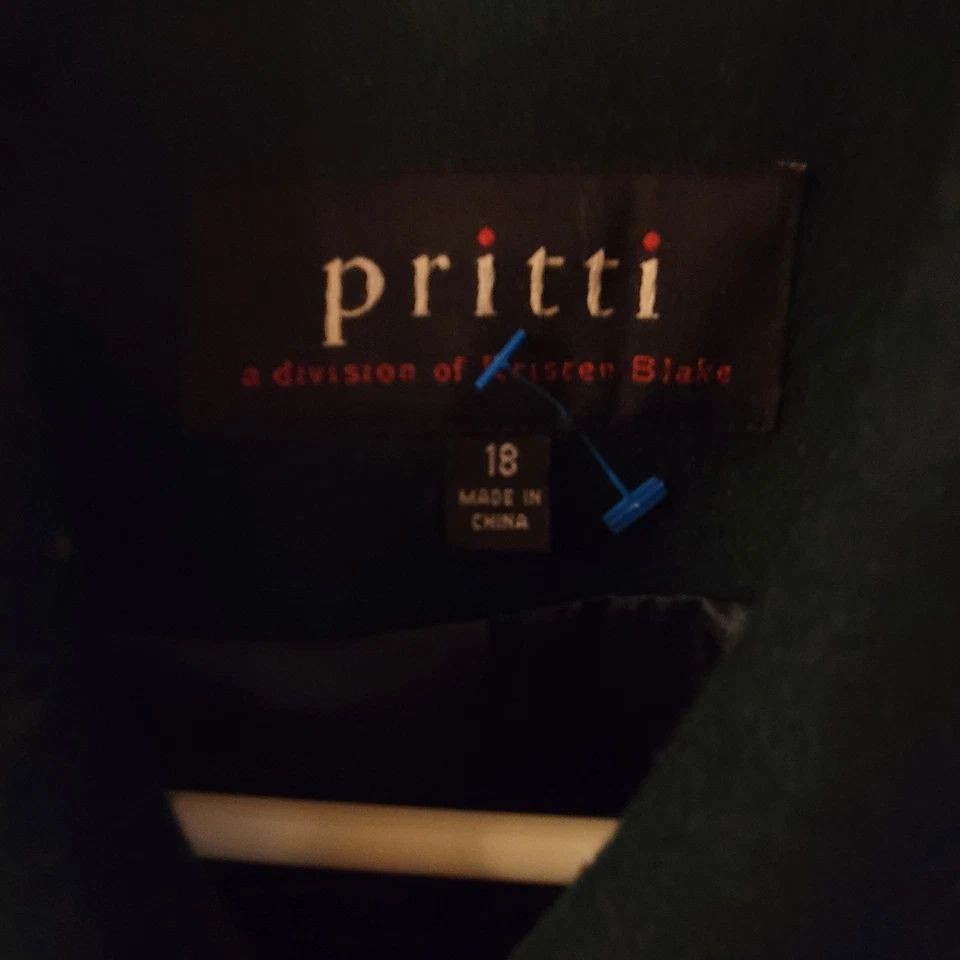 pritti
a division of Kristen Blake
18
MADE IN
CHINA